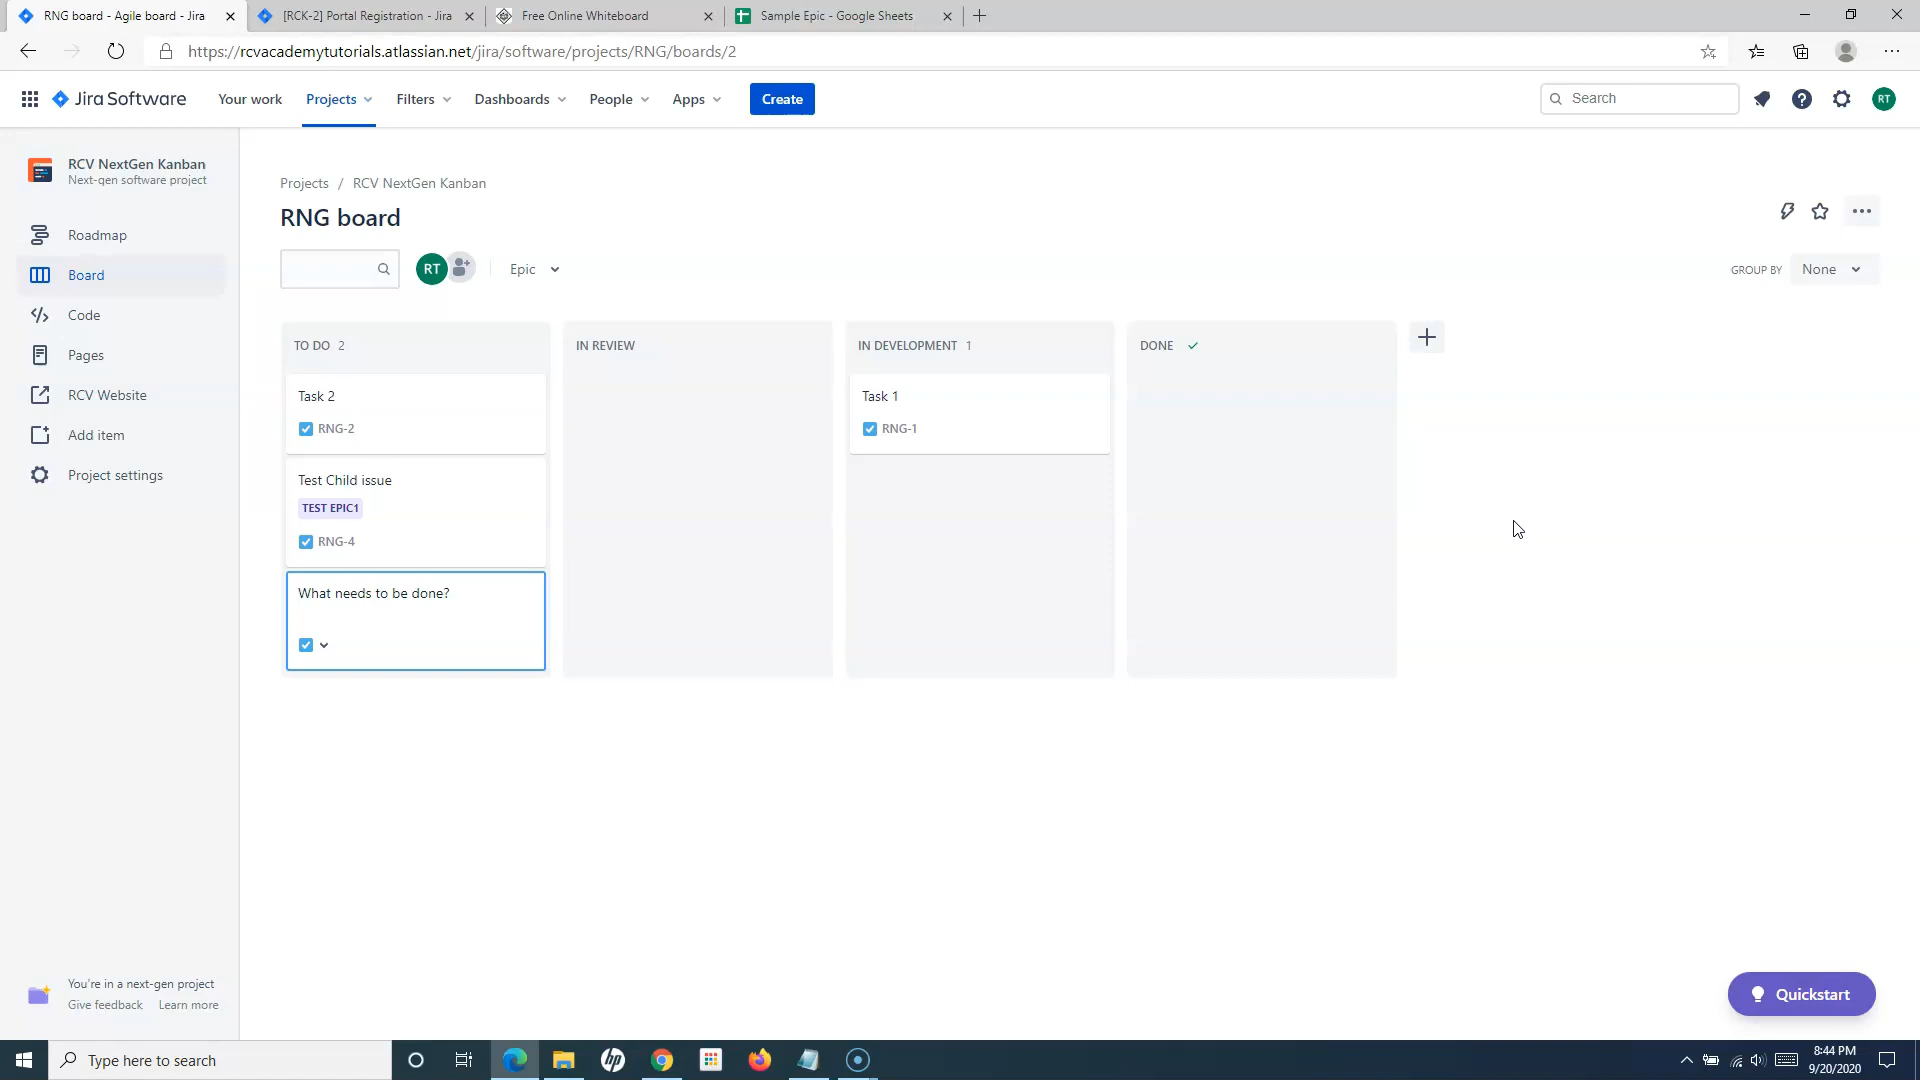 RNG board - Agile board - Jira
[RCK-2] Portal Registration - Jira
Free Online Whiteboard
Sample Epic - Google Sheets
https://rcvacademytutorials.atlassian.net/jira/software/projects/RNG/boards/2
Jira Software
Your work
Projects
Filters
Dashboards
People
Apps
Create
Search
RT
RCV NextGen Kanban
Next-gen software project
Roadmap
Board
Code
Pages
RCV Website
Add item
Project settings
You're in a next-gen project
Give feedback Learn more
Projects / RCV NextGen Kanban
RNG board
RT
Epic
GROUP BY None
TO DO 2
Task 2
RNG-2
Test Child issue
TEST EPIC1
RNG-4
What needs to be done?
IN REVIEW
IN DEVELOPMENT 1
Task 1
RNG-1
DONE
Quickstart
Type here to search
hp
8:44 PM
9/20/2020